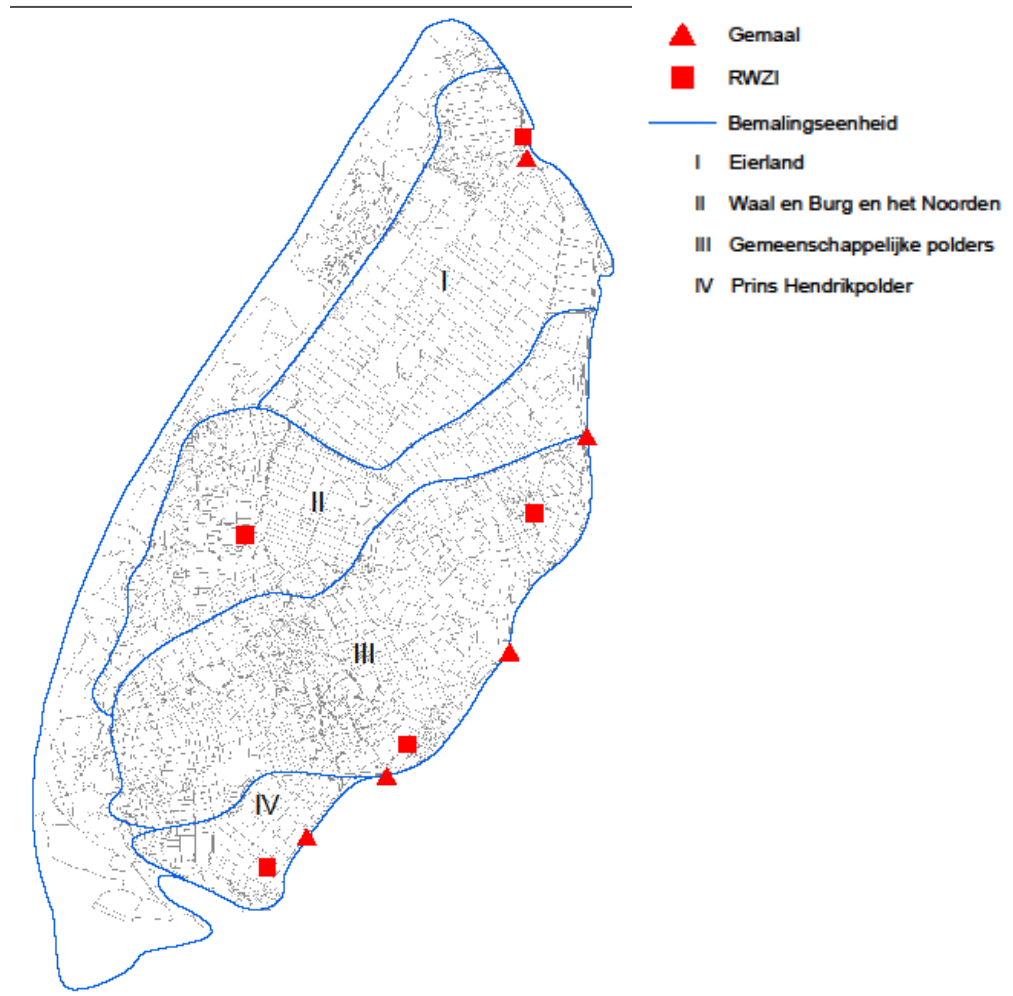 Gemaal
RWZI
Bemalingseenheid
I Eierland
II Waal en Burg en het Noorden
III Gemeenschappelijke polders
IV Prins Hendrikpolder
I
II
III
IV